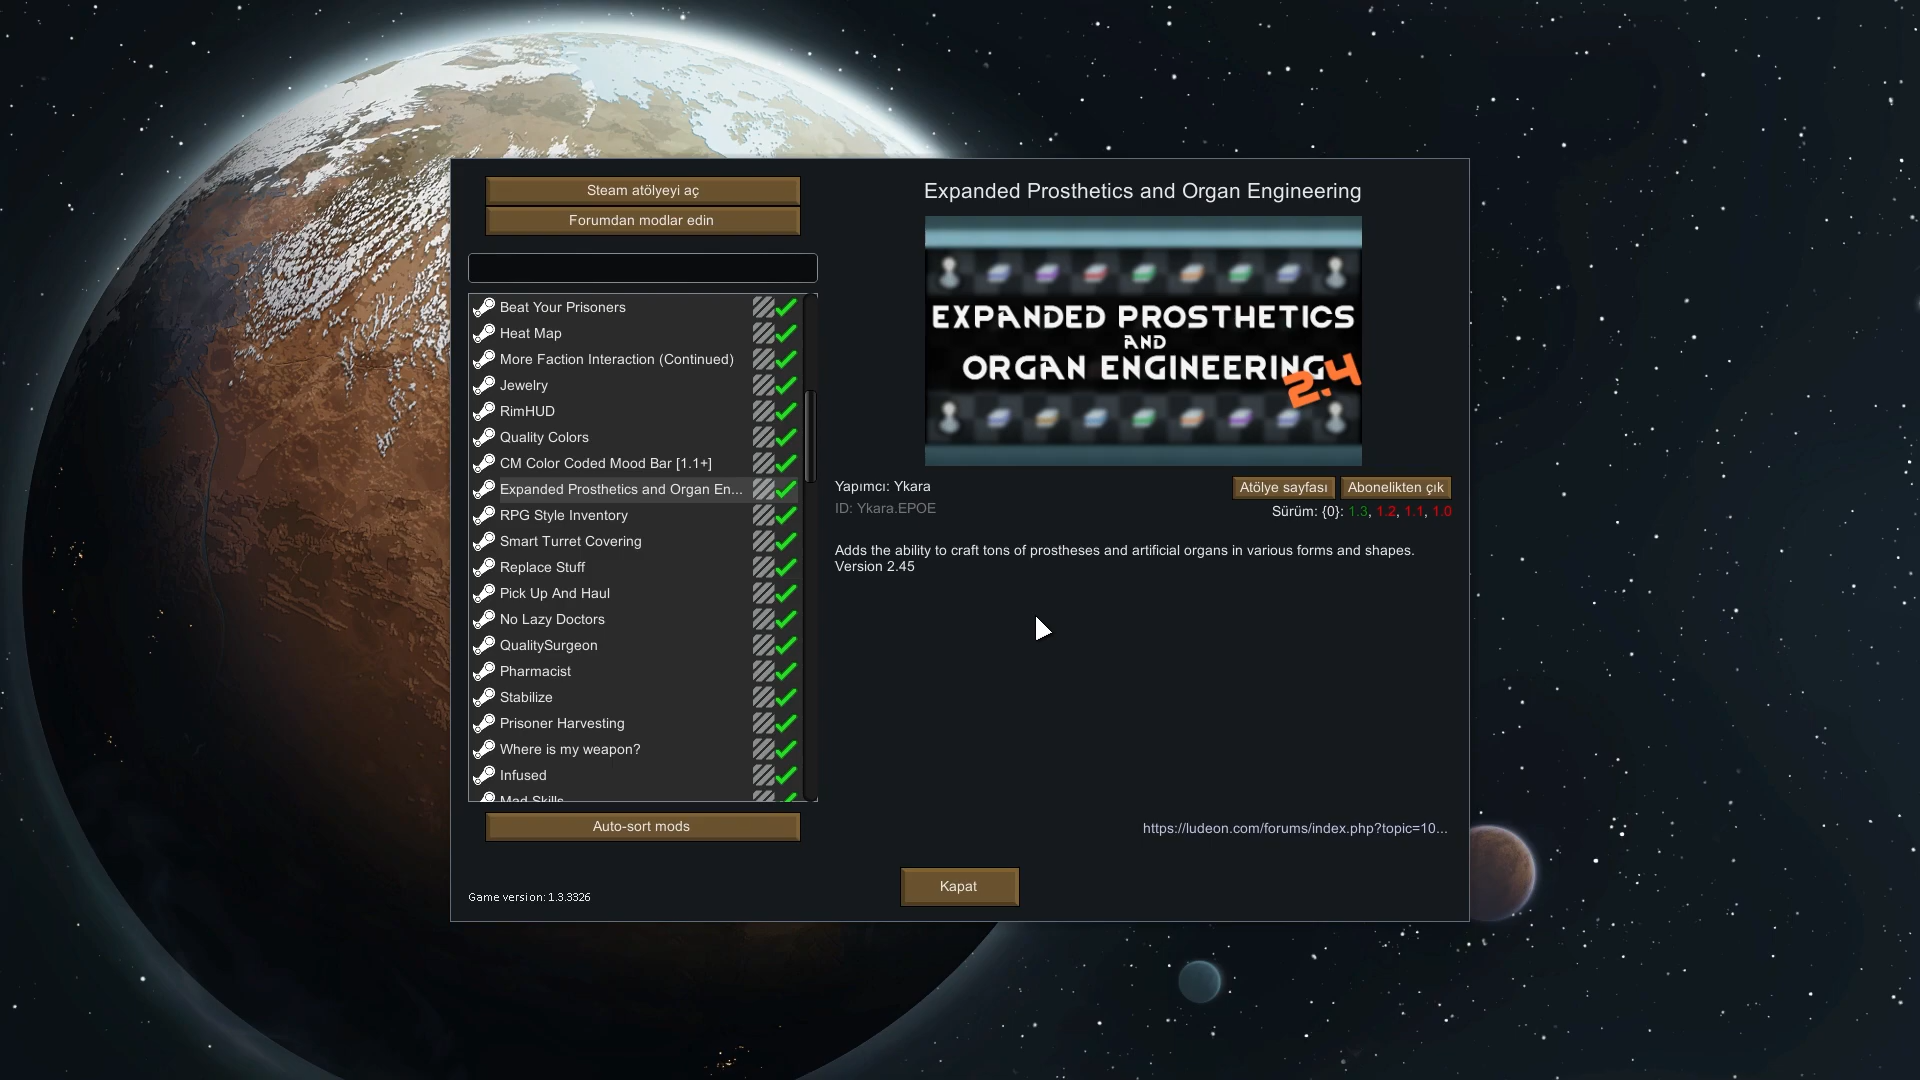 Steam atölyeyi aç
Forumdan modlar edin
Beat Your Prisoners
Heat Map
More Faction Interaction (Continued)
Jewelry
RimHUD
Quality Colors
CM Color Coded Mood Bar [1.1+]
Expanded Prosthetics and Organ En...
RPG Style Inventory
Smart Turret Covering
Replace Stuff
Pick Up And Haul
No Lazy Doctors
QualitySurgeon
Pharmacist
Stabilize
Prisoner Harvesting
Where is my weapon?
Infused
Mad Skills
Auto-sort mods
Game version: 1.3.3326
Expanded Prosthetics and Organ Engineering
EXPANDED PROSTHETICS
AND
ORGAN ENGINEERING
2.4
Yapımcı: Ykara
Atölye sayfası
Abonelikten çık
ID: Ykara.EPOE
Sürüm: {0}: 1.3, 1.2, 1.1, 1.0
Adds the ability to craft tons of prostheses and artificial organs in various forms and shapes.
Version 2.45
https://ludeon.com/forums/index.php?topic=10...
Kapat